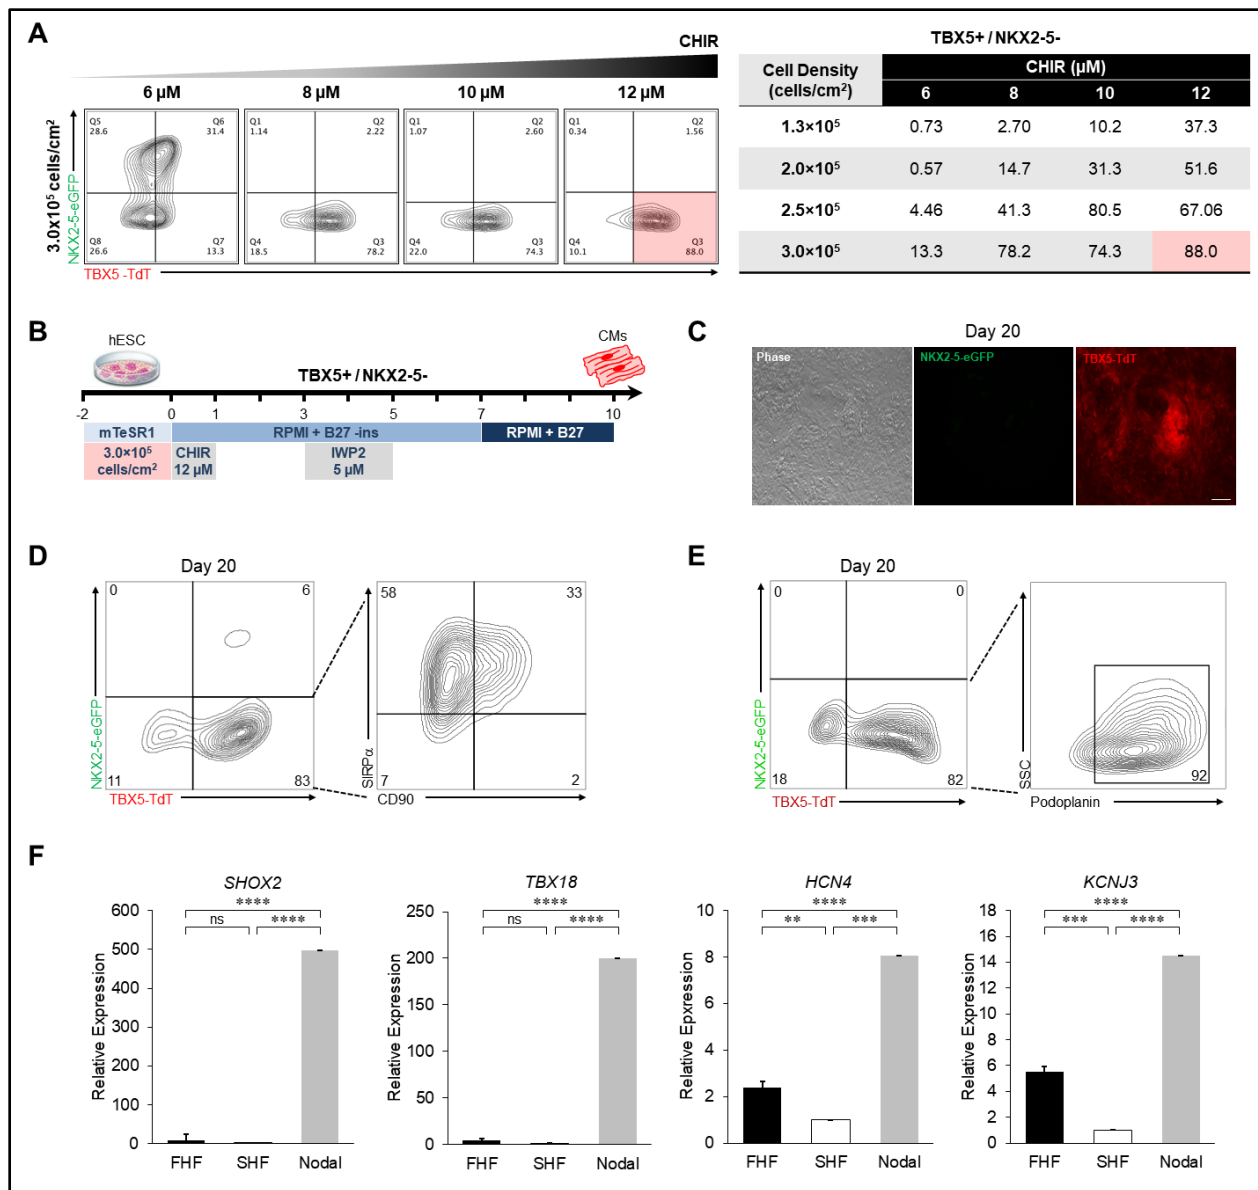 A
CHIR
6 µM 8 µM 10 µM 12 µM
3.0x10⁵ cells/cm²
NKX2-5-eGFP
Q5 28.6 Q6 31.4
Q8 26.6 Q7 13.3
Q1 1.14 Q2 2.22
Q4 18.5 Q3 78.2
Q1 1.07 Q2 2.60
Q4 22.0 Q3 74.3
Q1 0.34 Q2 1.56
Q4 10.1 Q3 88.0
TBX5 -TdT
TBX5+ / NKX2-5-
Cell Density (cells/cm²) CHIR (µM)
6 8 10 12
1.3×10⁵ 0.73 2.70 10.2 37.3
2.0×10⁵ 0.57 14.7 31.3 51.6
2.5×10⁵ 4.46 41.3 80.5 67.06
3.0×10⁵ 13.3 78.2 74.3 88.0
B
hESC
CMs
TBX5+ / NKX2-5-
-2 0 1 3 5 7 10
mTeSR1 RPMI + B27 -ins RPMI + B27
3.0×10⁵ cells/cm² CHIR 12 µM IWP2 5 µM
C
Day 20
Phase NKX2-5-eGFP TBX5-TdT
D
Day 20
NKX2-5-eGFP
0 6
11 83
TBX5-TdT
SIRPα
58 33
7 2
CD90
E
Day 20
NKX2-5-eGFP
0 0
18 82
TBX5-TdT
SSC
92
Podoplanin
F
SHOX2
****
ns ****
Relative Expression
600
500
400
300
200
100
0
FHF SHF Nodal
TBX18
****
ns ****
Relative Expression
250
200
150
100
50
0
FHF SHF Nodal
HCN4
****
** ***
Relative Epxression
10
8
6
4
2
0
FHF SHF Nodal
KCNJ3
****
*** ****
Relative Expression
18
16
14
12
10
8
6
4
2
0
FHF SHF Nodal